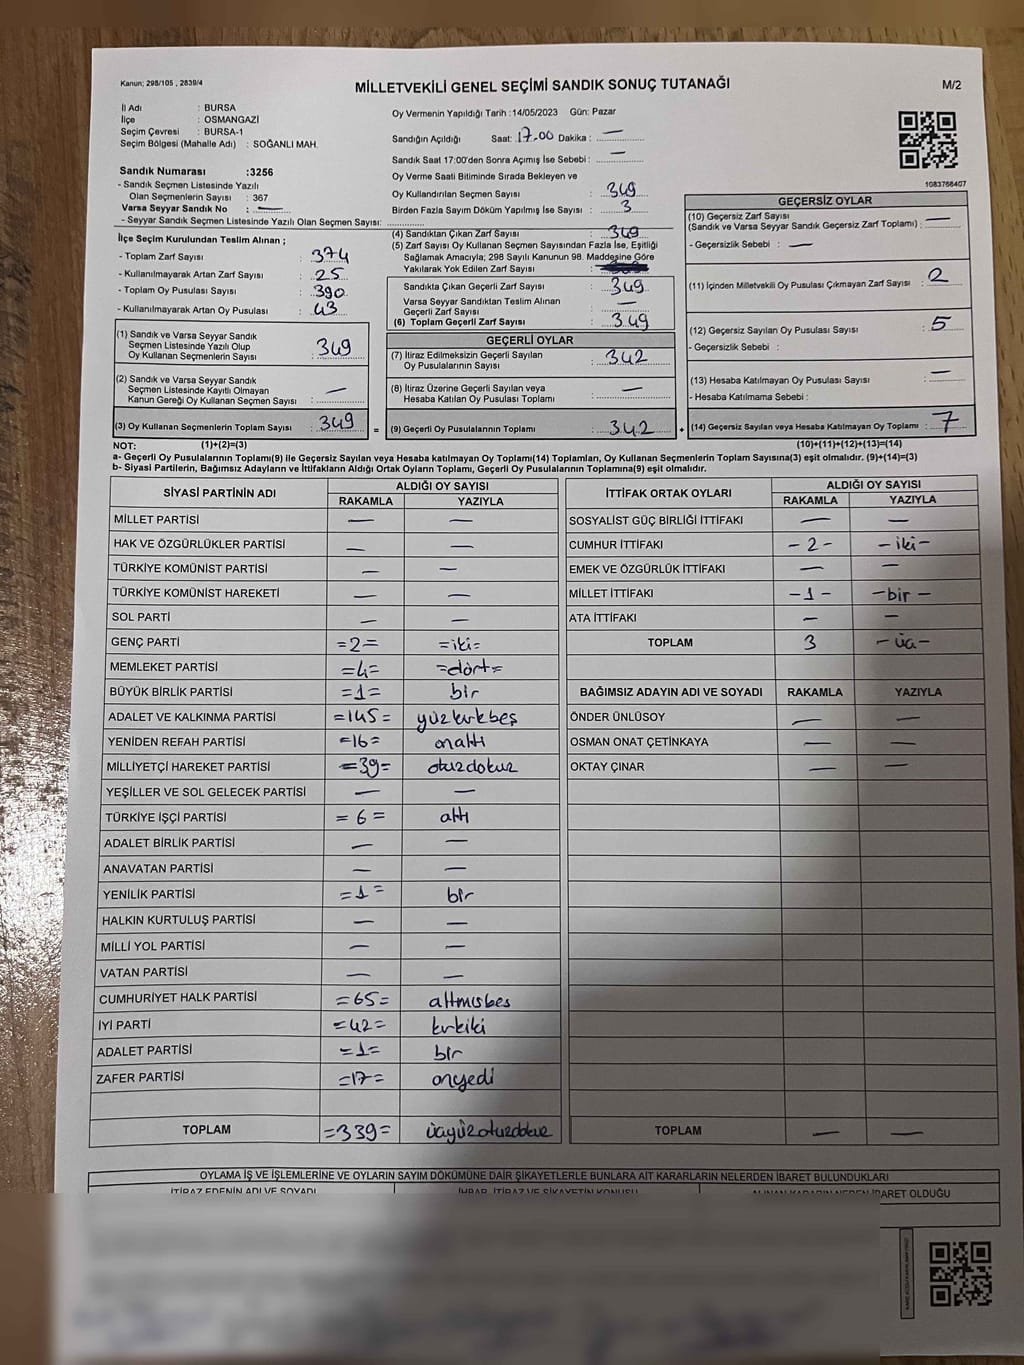 Kanun; 298/105 , 2839/4
MİLLETVEKİLİ GENEL SEÇİMİ SANDIK SONUÇ TUTANAĞI
M/2
İl Adı : BURSA
İlçe : OSMANGAZİ
Seçim Çevresi : BURSA-1
Seçim Bölgesi (Mahalle Adı) : SOĞANLI MAH.
Oy Vermenin Yapıldığı Tarih :14/05/2023 Gün: Pazar
Sandığın Açıldığı Saat: 17.00 Dakika : —
Sandık Saat 17:00'den Sonra Açımış İse Sebebi : —
Sandık Numarası :3256
- Sandık Seçmen Listesinde Yazılı
Olan Seçmenlerin Sayısı : 367
Varsa Seyyar Sandık No : —
- Seyyar Sandık Seçmen Listesinde Yazılı Olan Seçmen Sayısı:
Oy Verme Saati Bitiminde Sırada Bekleyen ve
Oy Kullandırılan Seçmen Sayısı : 349
Birden Fazla Sayım Döküm Yapılmış İse Sayısı : 3
1083766407
İlçe Seçim Kurulundan Teslim Alınan ;
- Toplam Zarf Sayısı : 374
- Kullanılmayarak Artan Zarf Sayısı : 25
- Toplam Oy Pusulası Sayısı : 390
- Kullanılmayarak Artan Oy Pusulası : 43
(4) Sandıktan Çıkan Zarf Sayısı : 349
(5) Zarf Sayısı Oy Kullanan Seçmen Sayısından Fazla İse, Eşitliği
Sağlamak Amacıyla; 298 Sayılı Kanunun 98. Maddesine Göre
Yakılarak Yok Edilen Zarf Sayısı :
Sandıkta Çıkan Geçerli Zarf Sayısı : 349
Varsa Seyyar Sandıktan Teslim Alınan
Geçerli Zarf Sayısı : —
(6) Toplam Geçerli Zarf Sayısı : 349
GEÇERSİZ OYLAR
(10) Geçersiz Zarf Sayısı
(Sandık ve Varsa Seyyar Sandık Geçersiz Zarf Toplamı) : —
- Geçersizlik Sebebi : —
(11) İçinden Milletvekili Oy Pusulası Çıkmayan Zarf Sayısı : 2
(12) Geçersiz Sayılan Oy Pusulası Sayısı : 5
- Geçersizlik Sebebi :
(13) Hesaba Katılmayan Oy Pusulası Sayısı : —
- Hesaba Katılmama Sebebi :
(14) Geçersiz Sayılan veya Hesaba Katılmayan Oy Toplamı : 7
(10)+(11)+(12)+(13)=(14)
(1) Sandık ve Varsa Seyyar Sandık
Seçmen Listesinde Yazılı Olup
Oy Kullanan Seçmenlerin Sayısı : 349
(2) Sandık ve Varsa Seyyar Sandık
Seçmen Listesinde Kayıtlı Olmayan
Kanun Gereği Oy Kullanan Seçmen Sayısı : —
(3) Oy Kullanan Seçmenlerin Toplam Sayısı : 349 =
GEÇERLİ OYLAR
(7) İtiraz Edilmeksizin Geçerli Sayılan
Oy Pusulalarının Sayısı : 342
(8) İtiraz Üzerine Geçerli Sayılan veya
Hesaba Katılan Oy Pusulası Toplamı : —
(9) Geçerli Oy Pusulalarının Toplamı : 342 +
NOT: (1)+(2)=(3)
a- Geçerli Oy Pusulalarının Toplamı(9) ile Geçersiz Sayılan veya Hesaba katılmayan Oy Toplamı(14) Toplamları, Oy Kullanan Seçmenlerin Toplam Sayısına(3) eşit olmalıdır. (9)+(14)=(3)
b- Siyasi Partilerin, Bağımsız Adayların ve İttifakların Aldığı Ortak Oyların Toplamı, Geçerli Oy Pusulalarının Toplamına(9) eşit olmalıdır.
SİYASİ PARTİNİN ADI ALDIĞI OY SAYISI
RAKAMLA YAZIYLA
MİLLET PARTİSİ — —
HAK VE ÖZGÜRLÜKLER PARTİSİ — —
TÜRKİYE KOMÜNİST PARTİSİ — —
TÜRKİYE KOMÜNİST HAREKETİ — —
SOL PARTİ — —
GENÇ PARTİ =2= =iki=
MEMLEKET PARTİSİ =4= =dört=
BÜYÜK BİRLİK PARTİSİ =1= bir
ADALET VE KALKINMA PARTİSİ =145= yüzkırkbeş
YENİDEN REFAH PARTİSİ =16= onaltı
MİLLİYETÇİ HAREKET PARTİSİ =39= otuzdokuz
YEŞİLLER VE SOL GELECEK PARTİSİ — —
TÜRKİYE İŞÇİ PARTİSİ =6= altı
ADALET BİRLİK PARTİSİ — —
ANAVATAN PARTİSİ — —
YENİLİK PARTİSİ =1= bir
HALKIN KURTULUŞ PARTİSİ — —
MİLLİ YOL PARTİSİ — —
VATAN PARTİSİ — —
CUMHURİYET HALK PARTİSİ =65= altmısbes
İYİ PARTİ =42= kırkiki
ADALET PARTİSİ =1= bir
ZAFER PARTİSİ =17= onyedi
TOPLAM =339= üçyüzotuzdokuz
İTTİFAK ORTAK OYLARI ALDIĞI OY SAYISI
RAKAMLA YAZIYLA
SOSYALİST GÜÇ BİRLİĞİ İTTİFAKI — —
CUMHUR İTTİFAKI -2- -iki-
EMEK VE ÖZGÜRLÜK İTTİFAKI — —
MİLLET İTTİFAKI -1- -bir-
ATA İTTİFAKI — —
TOPLAM 3 -üç-
BAĞIMSIZ ADAYIN ADI VE SOYADI RAKAMLA YAZIYLA
ÖNDER ÜNLÜSOY — —
OSMAN ONAT ÇETİNKAYA — —
OKTAY ÇINAR — —
TOPLAM — —
OYLAMA İŞ VE İŞLEMLERİNE VE OYLARIN SAYIM DÖKÜMÜNE DAİR ŞİKAYETLERLE BUNLARA AİT KARARLARIN NELERDEN İBARET BULUNDUKLARI
İTİRAZ EDENİN ADI VE SOYADI İHBAR, İTİRAZ VE ŞİKAYETİN KONUSU ALINAN KARARIN NEDEN İBARET OLDUĞU